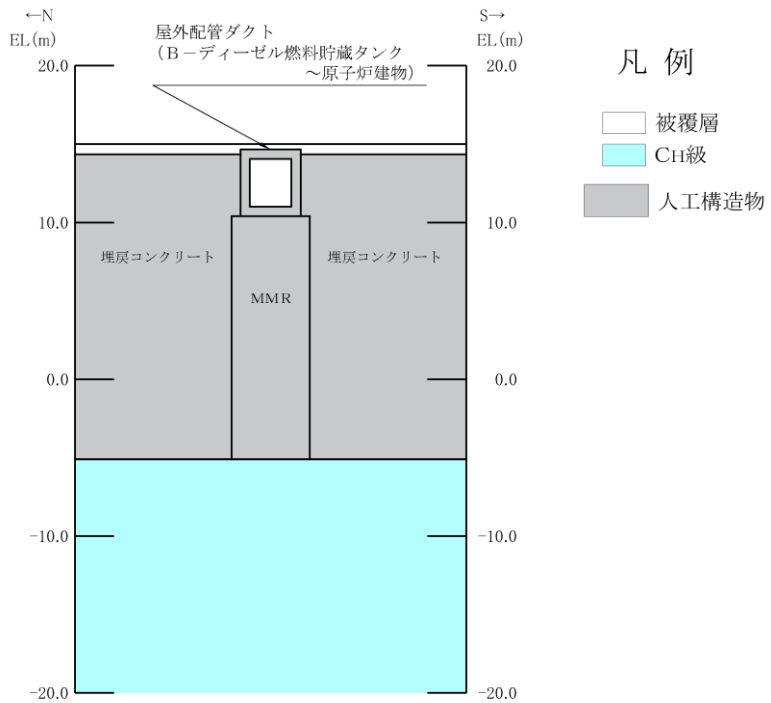 ←N
EL(m)
S→
EL(m)
屋外配管ダクト
(B-ディーゼル燃料貯蔵タンク
~原子炉建物)
20.0
20.0
10.0
10.0
0.0
0.0
-10.0
-10.0
-20.0
-20.0
埋戻コンクリート
MMR
埋戻コンクリート
凡 例
被覆層
CH級
人工構造物